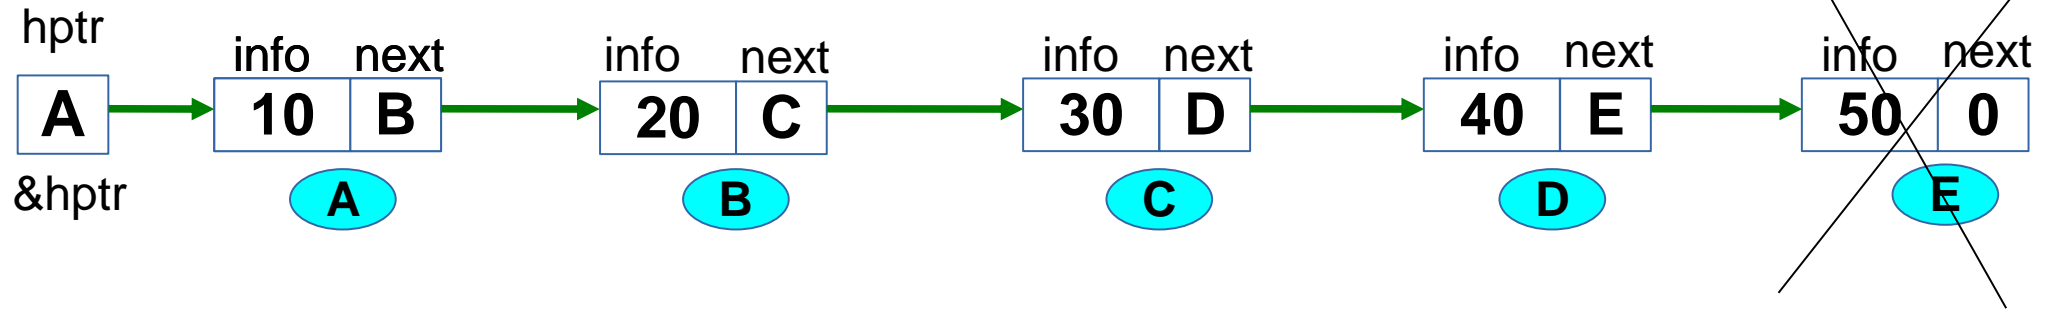 hptr
info next info next info next info next info next
A 10 B 20 C 30 D 40 E 50 0
&hptr A B C D E